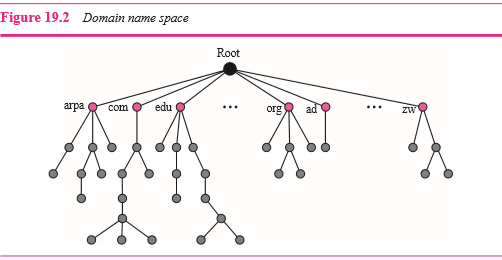 Figure 19.2 Domain name space
Root
arpa com edu ... org ad ... zw